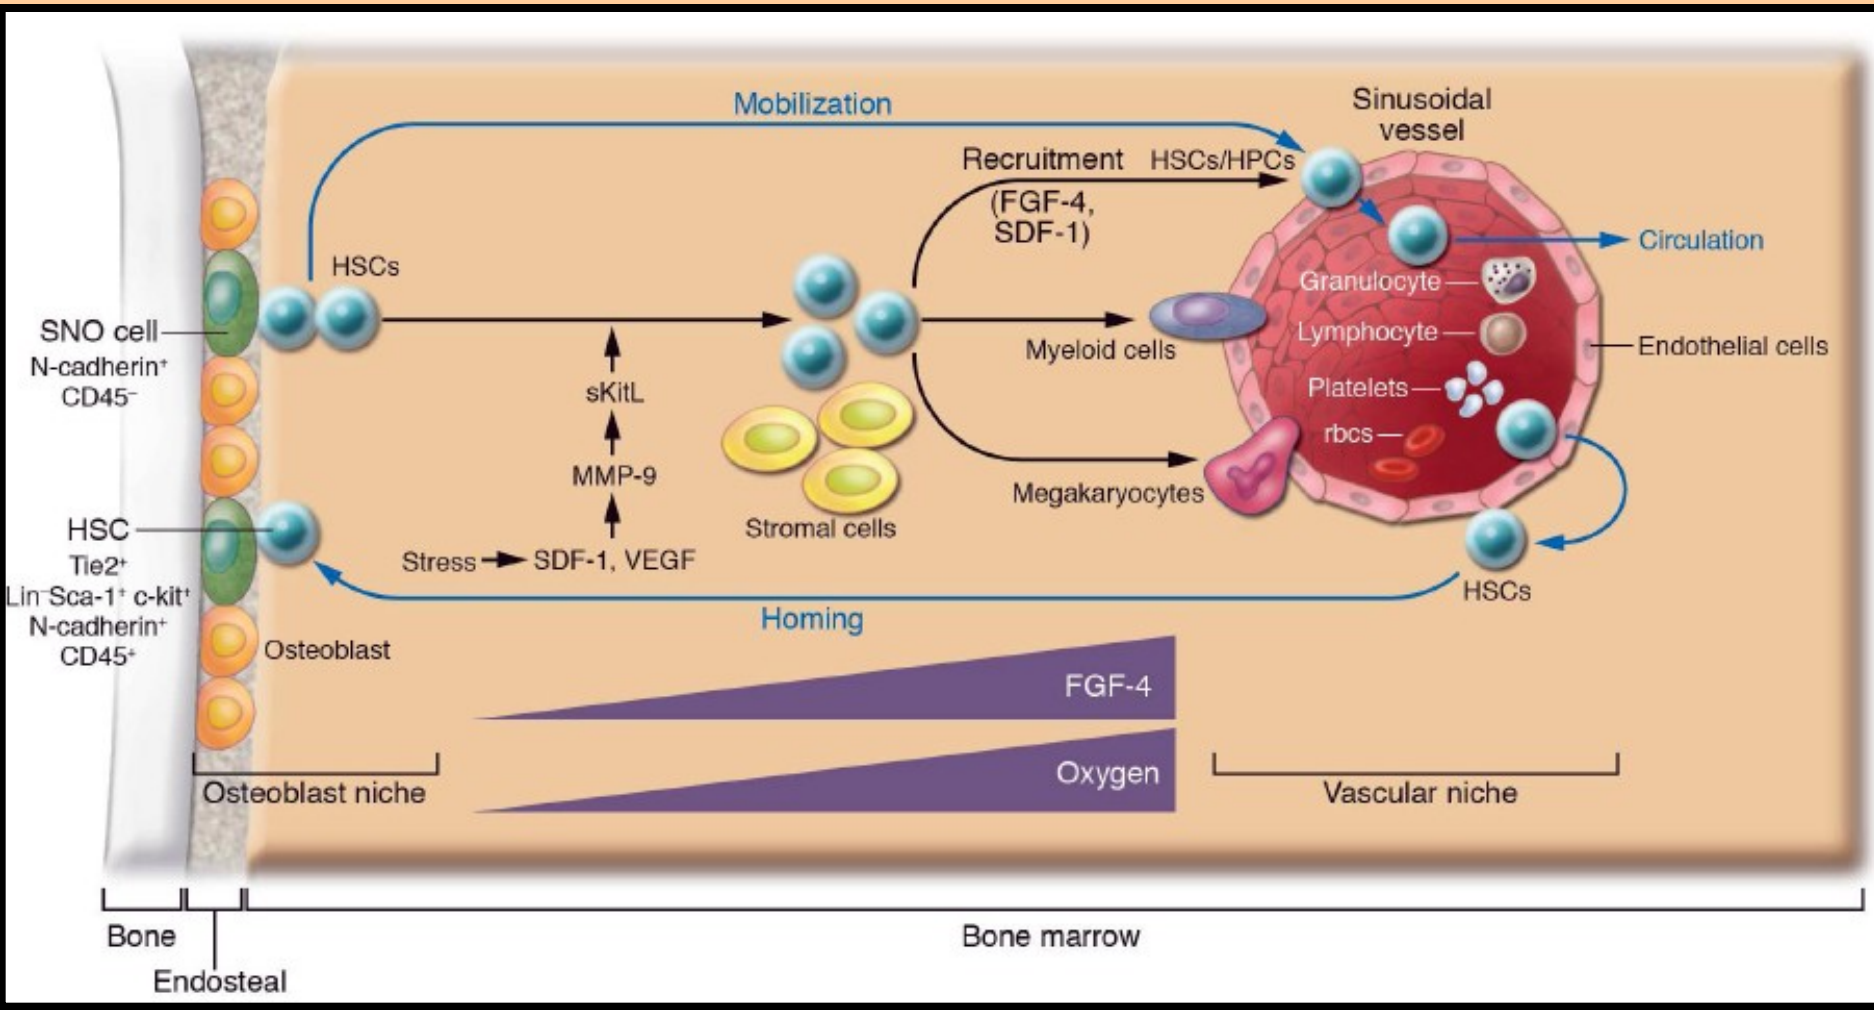 Mobilization
Sinusoidal
vessel
Recruitment
HSCs/HPCs
(FGF-4,
SDF-1)
Circulation
HSCs
Granulocyte
SNO cell
N-cadherin⁺
CD45⁻
Lymphocyte
Endothelial cells
Myeloid cells
sKitL
Platelets
rbcs
MMP-9
Megakaryocytes
Stromal cells
HSC
Tie2⁺
Lin⁻Sca-1⁺ c-kit⁺
N-cadherin⁺
CD45⁺
Stress
SDF-1, VEGF
HSCs
Homing
Osteoblast
FGF-4
Oxygen
Osteoblast niche
Vascular niche
Bone
Endosteal
Bone marrow